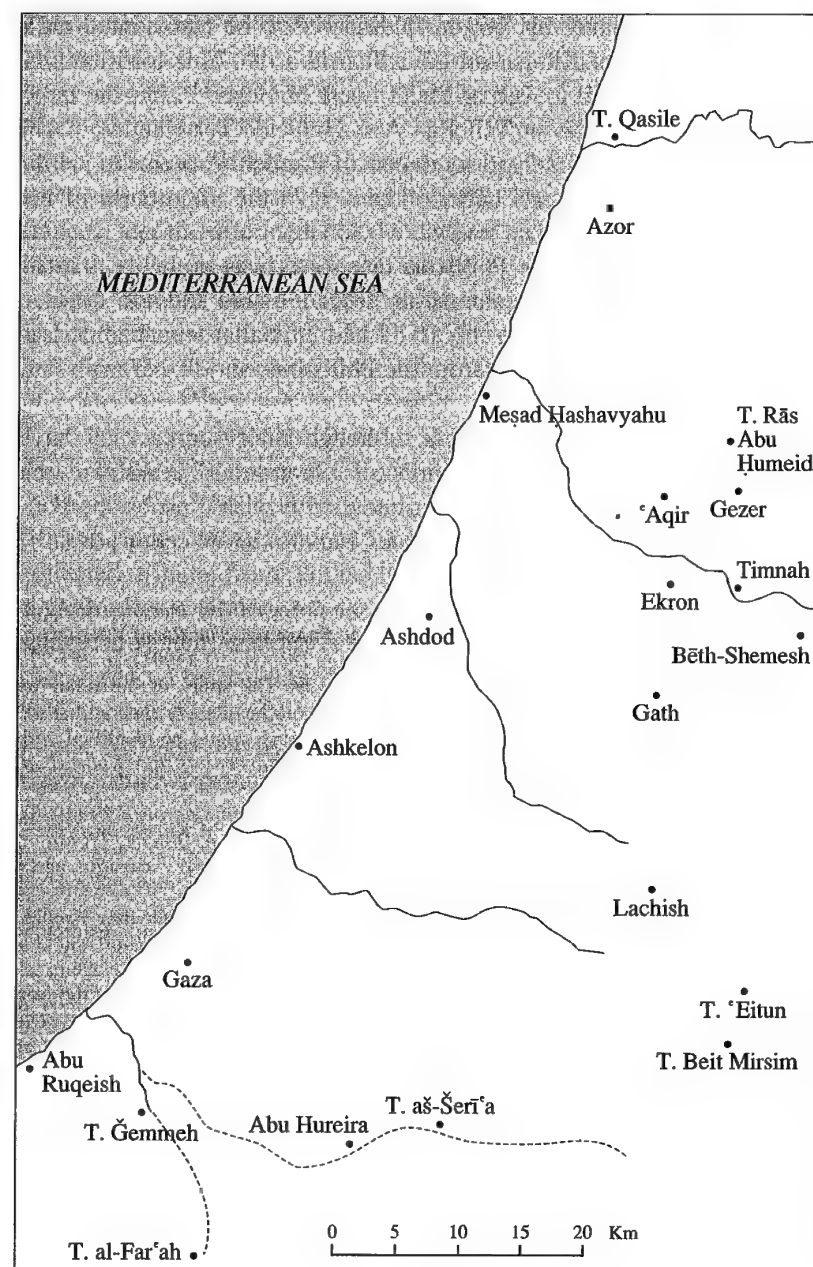 T. Qasile
Azor
MEDITERRANEAN SEA
Meṣad Hashavyahu
T. Rās
Abu
Ḥumeid
ʿAqir
Gezer
Timnah
Ekron
Ashdod
Bēth-Shemesh
Gath
Ashkelon
Lachish
Gaza
T. ʿEitun
Abu
Ruqeish
T. Beit Mirsim
T. Ǧemmeh
Abu Hureira
T. aš-Šerīʿa
T. al-Farʿah
0 5 10 15 20 Km